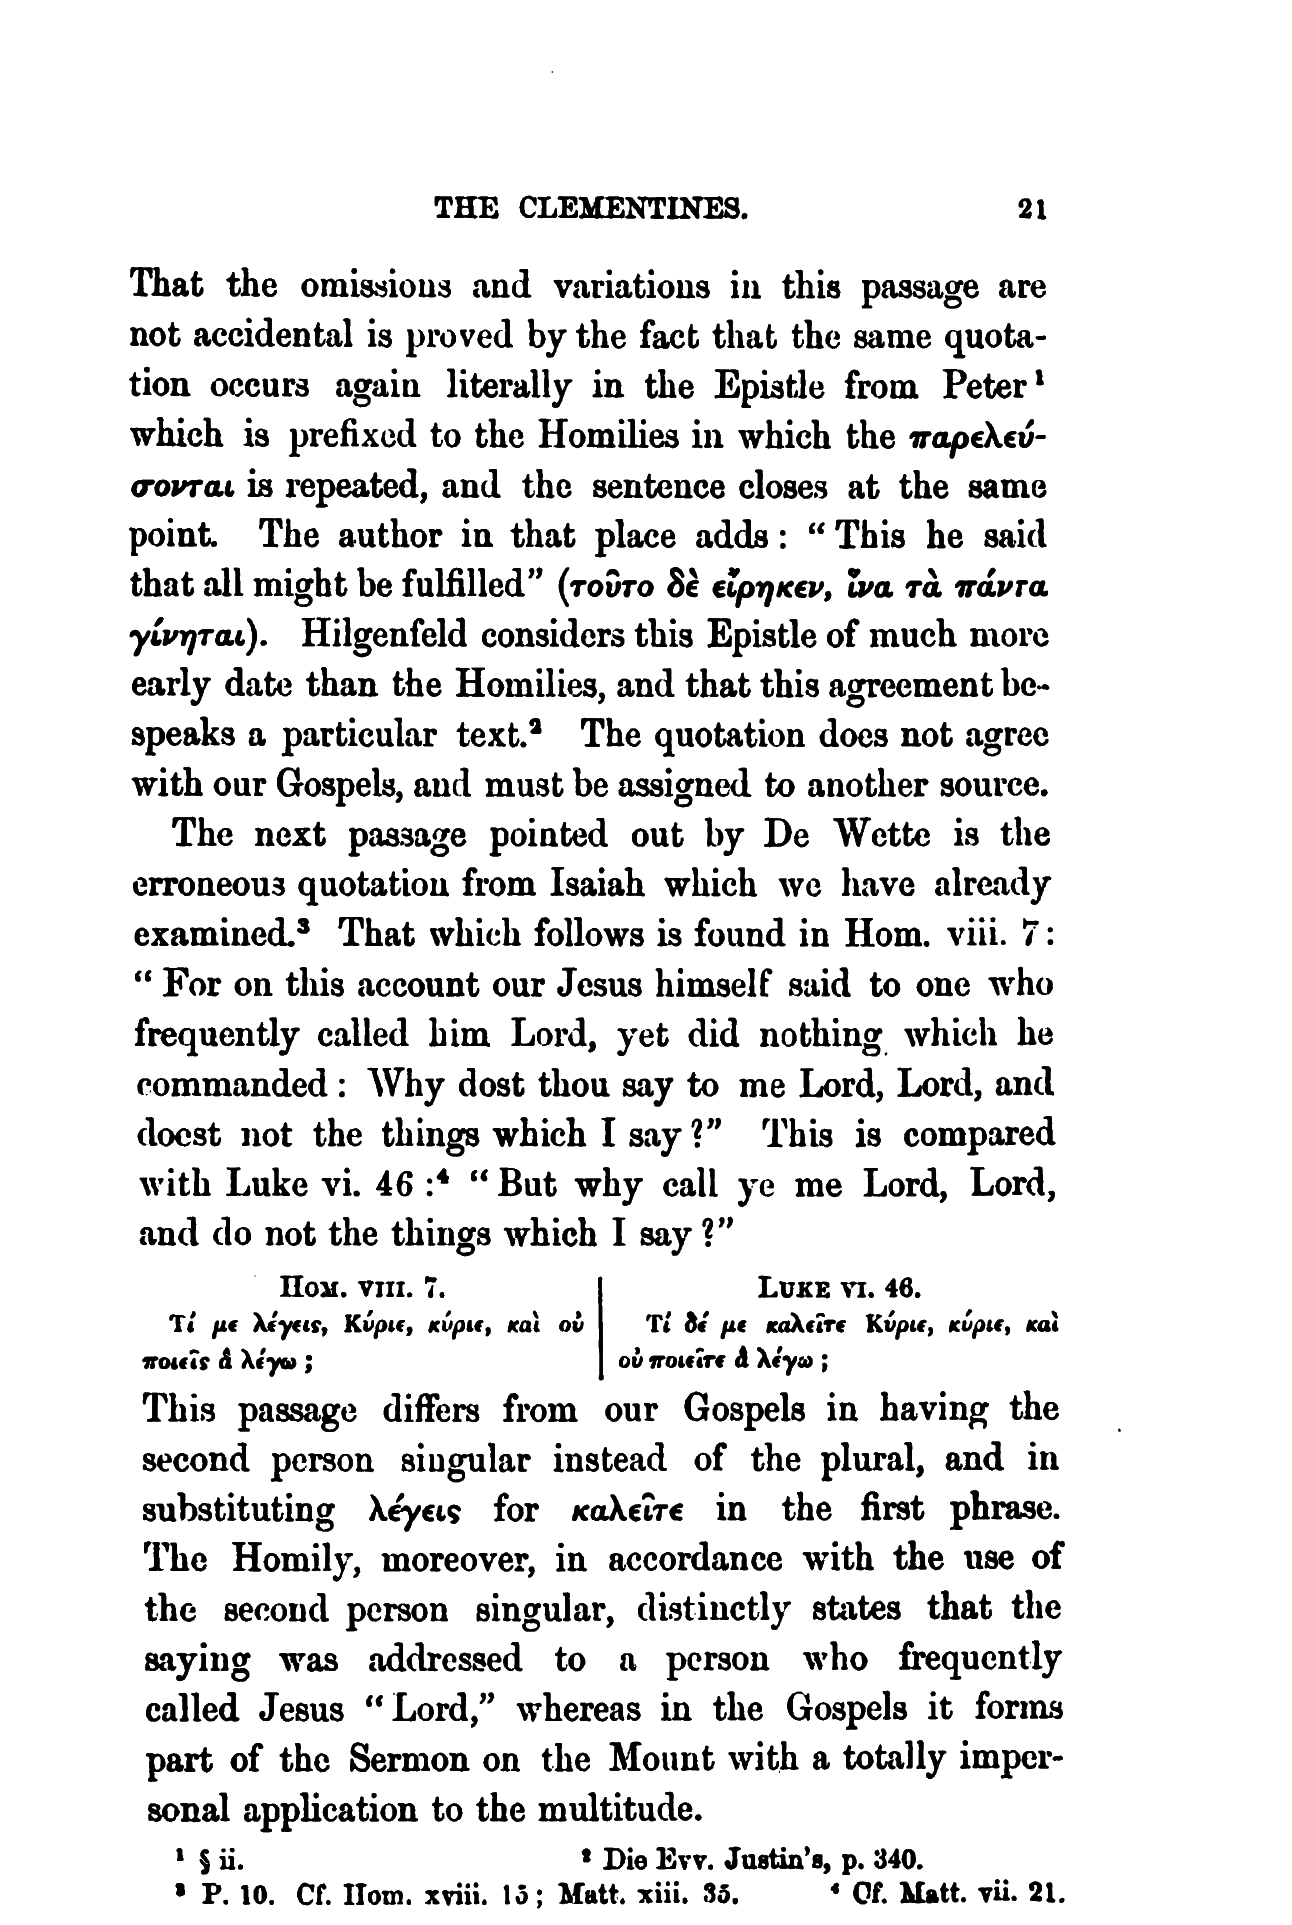 THE CLEMENTINES. 21
That the omissions and variations in this passage are
not accidental is proved by the fact that the same quota-
tion occurs again literally in the Epistle from Peter¹
which is prefixed to the Homilies in which the παρελεύ-
σονται is repeated, and the sentence closes at the same
point. The author in that place adds: “This he said
that all might be fulfilled” (τοῦτο δὲ εἴρηκεν, ἵνα τὰ πάντα
γίνηται). Hilgenfeld considers this Epistle of much more
early date than the Homilies, and that this agreement be-
speaks a particular text.² The quotation does not agree
with our Gospels, and must be assigned to another source.
The next passage pointed out by De Wette is the
erroneous quotation from Isaiah which we have already
examined.³ That which follows is found in Hom. viii. 7:
“For on this account our Jesus himself said to one who
frequently called him Lord, yet did nothing which he
commanded: Why dost thou say to me Lord, Lord, and
doest not the things which I say?” This is compared
with Luke vi. 46:⁴ “But why call ye me Lord, Lord,
and do not the things which I say?”
HOM. VIII. 7.
Τί με λέγεις, Κύριε, κύριε, καὶ οὐ
ποιεῖς ἃ λέγω;
LUKE VI. 46.
Τί δέ με καλεῖτε Κύριε, κύριε, καὶ
οὐ ποιεῖτε ἃ λέγω;
This passage differs from our Gospels in having the
second person singular instead of the plural, and in
substituting λέγεις for καλεῖτε in the first phrase.
The Homily, moreover, in accordance with the use of
the second person singular, distinctly states that the
saying was addressed to a person who frequently
called Jesus “Lord,” whereas in the Gospels it forms
part of the Sermon on the Mount with a totally imper-
sonal application to the multitude.
¹ § ii. ² Die Evv. Justin's, p. 340.
³ P. 10. Cf. Hom. xviii. 15; Matt. xiii. 35. ⁴ Cf. Matt. vii. 21.